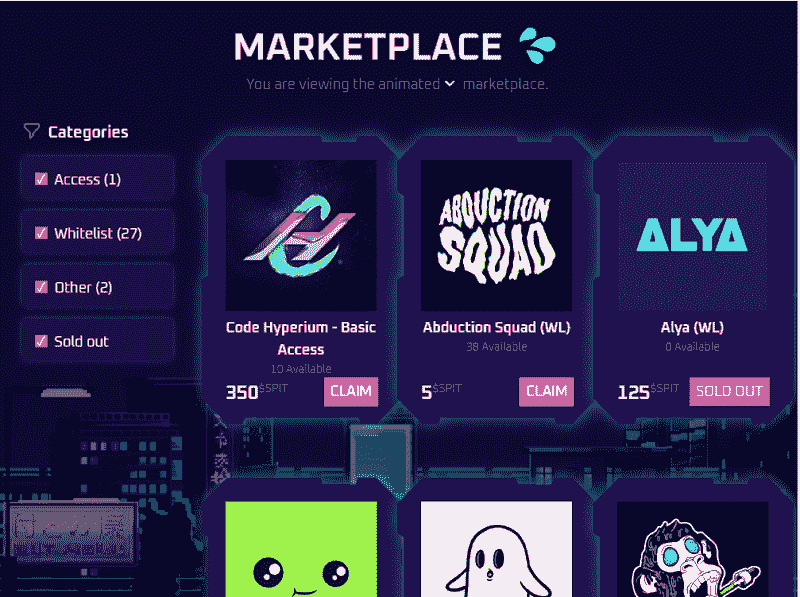 MARKETPLACE
You are viewing the animated marketplace.
Categories
Access (1)
Whitelist (27)
Other (2)
Sold out
Code Hyperium - Basic
Access
10 Available
350 $SPIT
CLAIM
ABDUCTION
SQUAD
Abduction Squad (WL)
38 Available
5 $SPIT
CLAIM
ALYA
Alya (WL)
0 Available
125 $SPIT
SOLD OUT